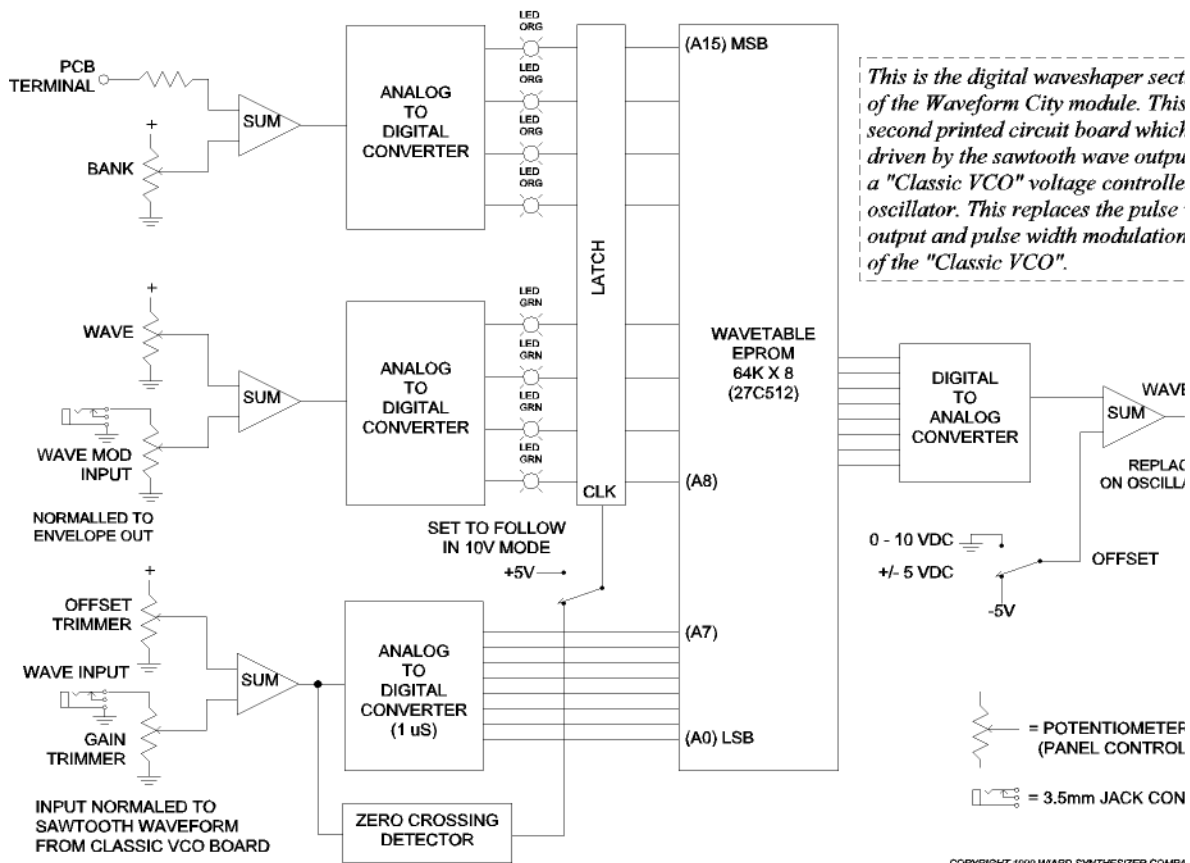 PCB
TERMINAL
SUM
+
BANK
ANALOG
TO
DIGITAL
CONVERTER
LED
ORG
LED
ORG
LED
ORG
LED
ORG
LATCH
(A15) MSB
This is the digital waveshaper secti
of the Waveform City module. This
second printed circuit board which
driven by the sawtooth wave outpu
a "Classic VCO" voltage controlle
oscillator. This replaces the pulse
output and pulse width modulation
of the "Classic VCO".
+
WAVE
SUM
WAVE MOD
INPUT
NORMALLED TO
ENVELOPE OUT
ANALOG
TO
DIGITAL
CONVERTER
LED
GRN
LED
GRN
LED
GRN
LED
GRN
CLK
(A8)
WAVETABLE
EPROM
64K X 8
(27C512)
DIGITAL
TO
ANALOG
CONVERTER
SUM
WAVE
REPLAC
ON OSCILLA
SET TO FOLLOW
IN 10V MODE
+5V
0 - 10 VDC
+/- 5 VDC
OFFSET
-5V
+
OFFSET
TRIMMER
WAVE INPUT
SUM
GAIN
TRIMMER
INPUT NORMALED TO
SAWTOOTH WAVEFORM
FROM CLASSIC VCO BOARD
ANALOG
TO
DIGITAL
CONVERTER
(1 uS)
(A7)
(A0) LSB
ZERO CROSSING
DETECTOR
= POTENTIOMETER
(PANEL CONTROL
= 3.5mm JACK CON